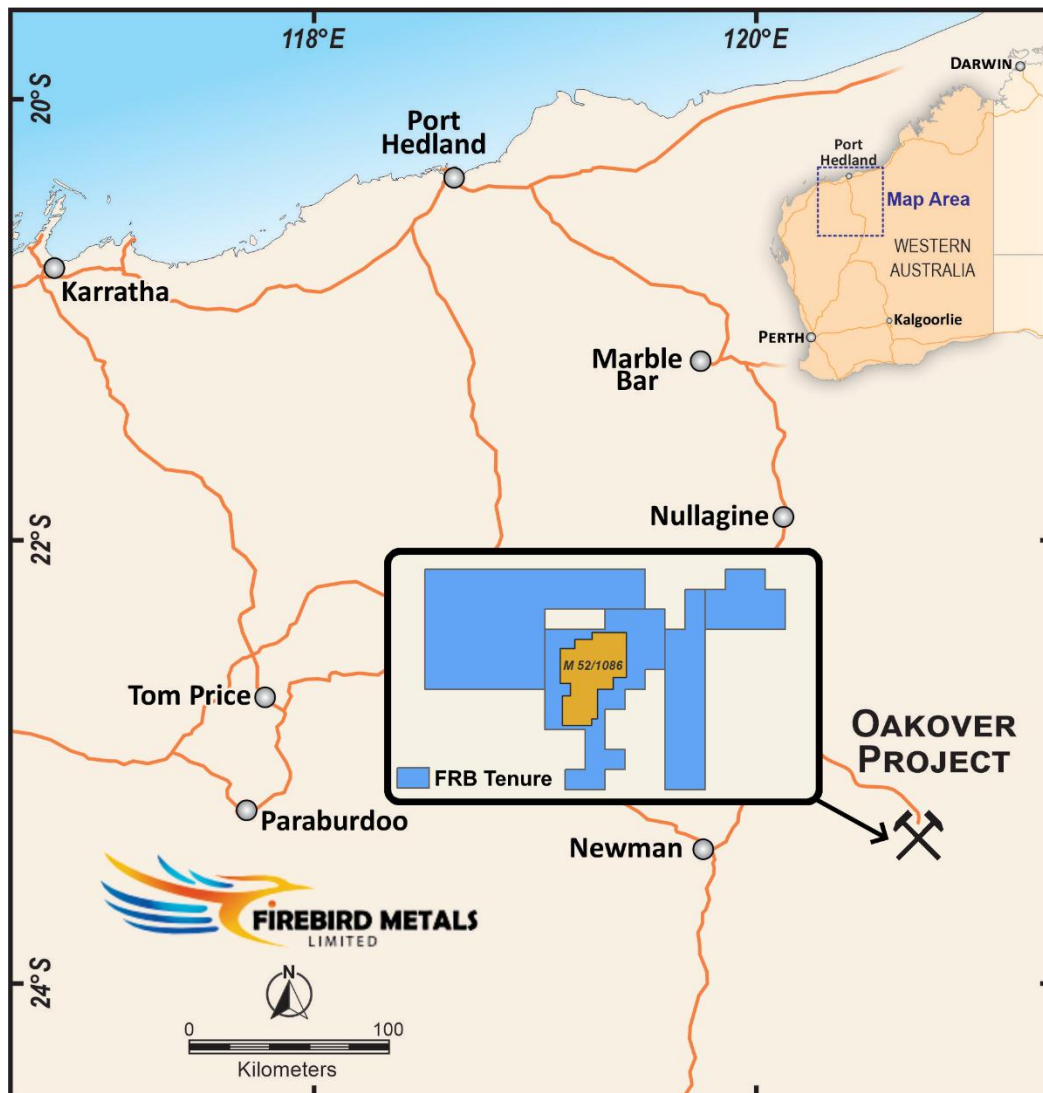 118°E
120°E
20°S
22°S
24°S
DARWIN
Port
Hedland
Map Area
WESTERN
AUSTRALIA
Kalgoorlie
PERTH
Port
Hedland
Karratha
Marble
Bar
Nullagine
M 52/1086
FRB Tenure
Tom Price
OAKOVER
PROJECT
Paraburdoo
Newman
FIREBIRD METALS
LIMITED
N
0
100
Kilometers